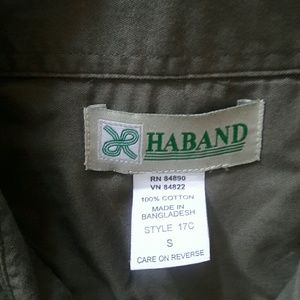 HABAND
RN 84890
VN 84822
100% COTTON
MADE IN
BANGLADESH
STYLE 17C
S
CARE ON REVERSE